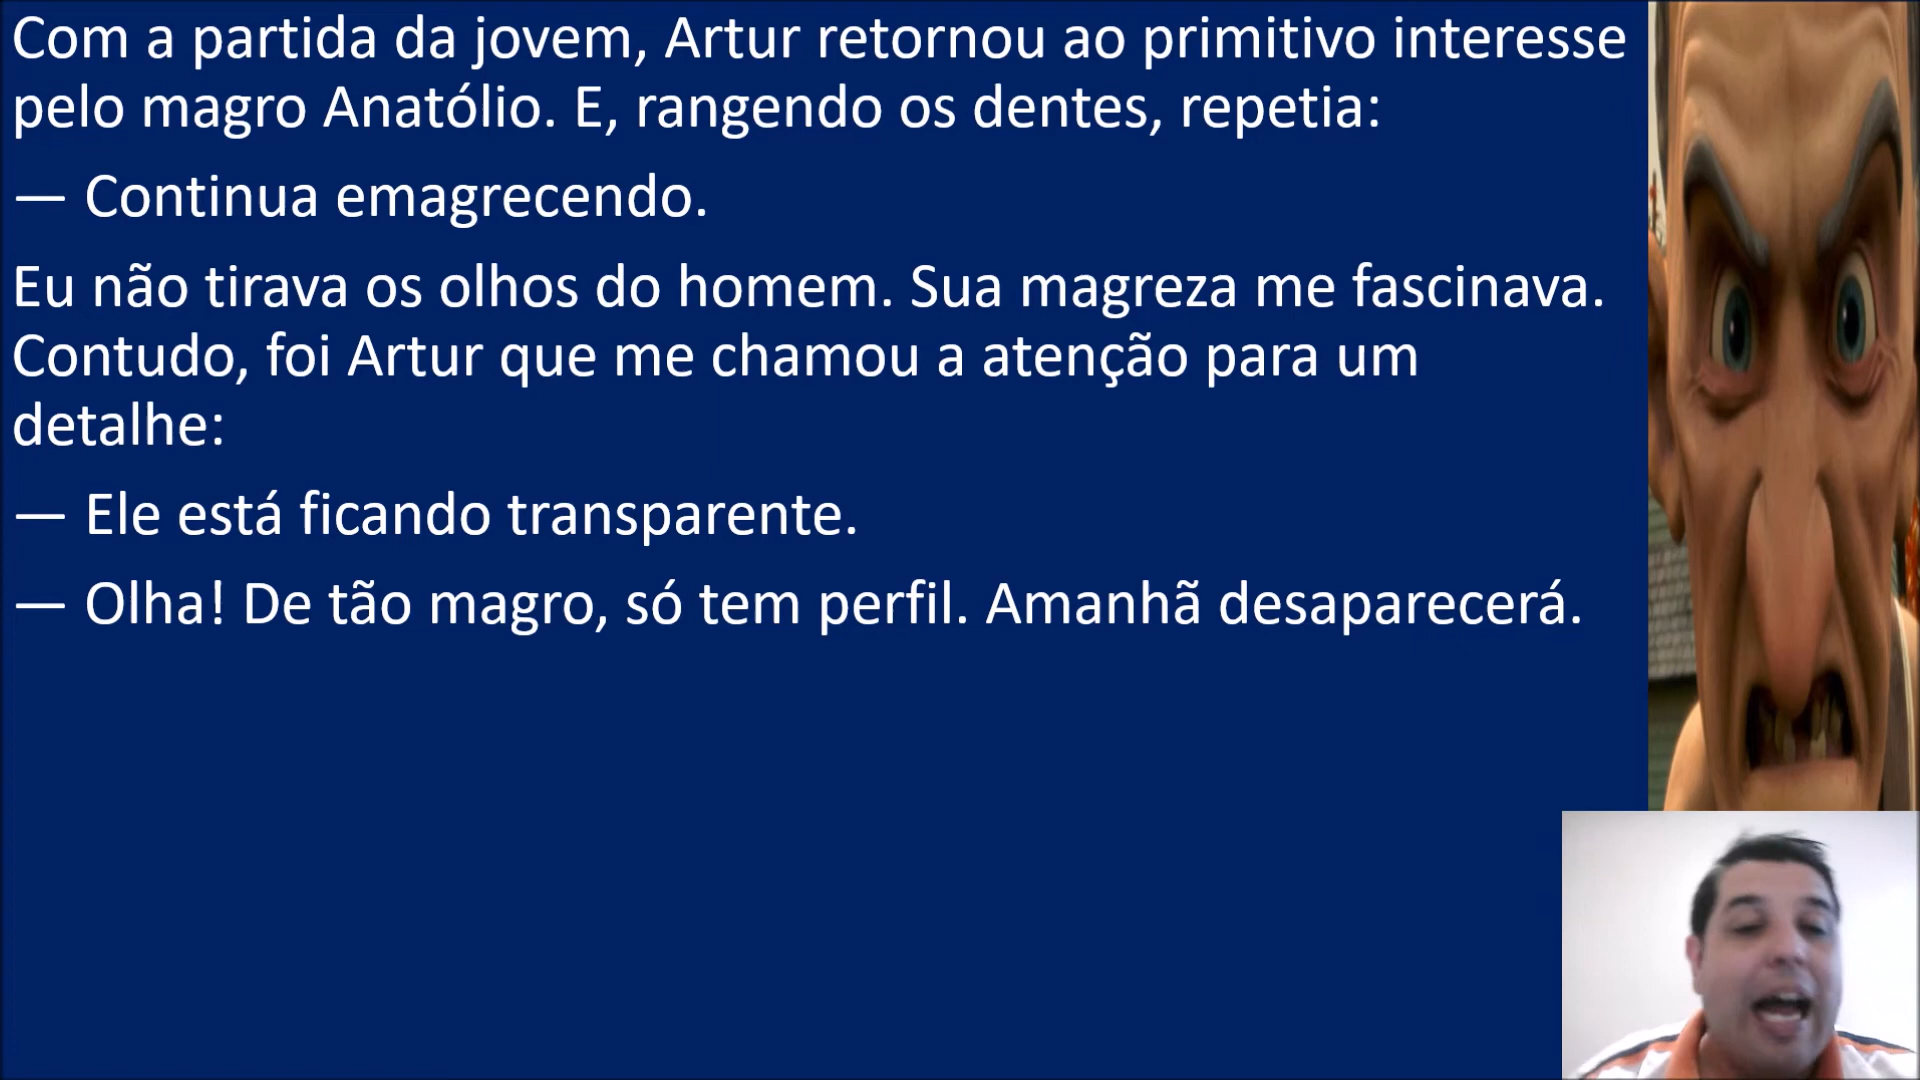 Com a partida da jovem, Artur retornou ao primitivo interesse
pelo magro Anatólio. E, rangendo os dentes, repetia:
— Continua emagrecendo.
Eu não tirava os olhos do homem. Sua magreza me fascinava.
Contudo, foi Artur que me chamou a atenção para um
detalhe:
— Ele está ficando transparente.
— Olha! De tão magro, só tem perfil. Amanhã desaparecerá.